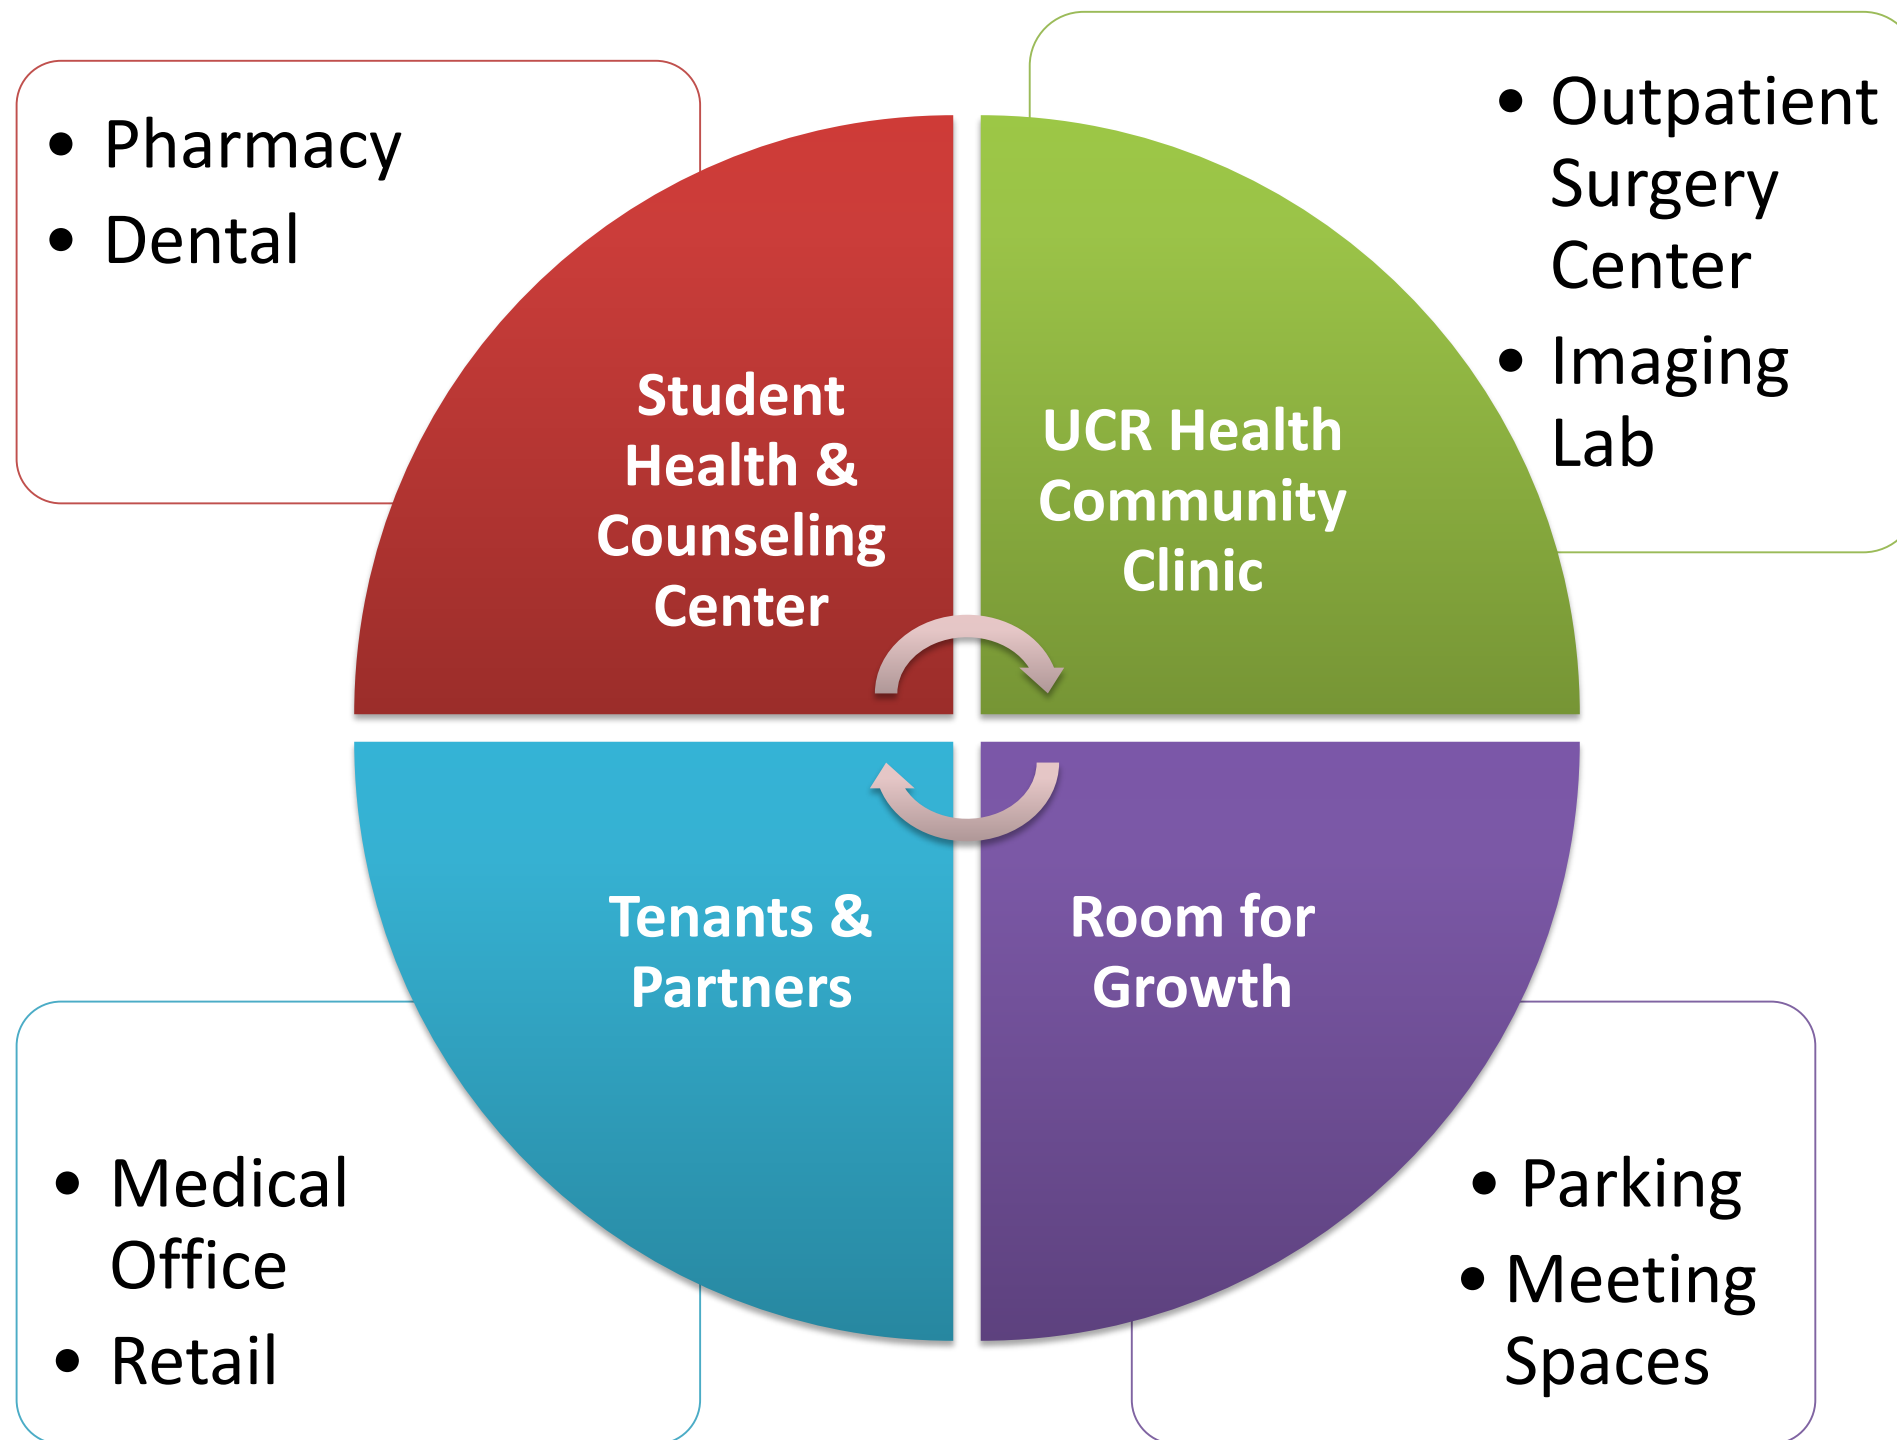 • Pharmacy
• Dental
Student
Health &
Counseling
Center
• Outpatient
Surgery
Center
• Imaging
Lab
UCR Health
Community
Clinic
Tenants &
Partners
• Medical
Office
• Retail
Room for
Growth
• Parking
• Meeting
Spaces